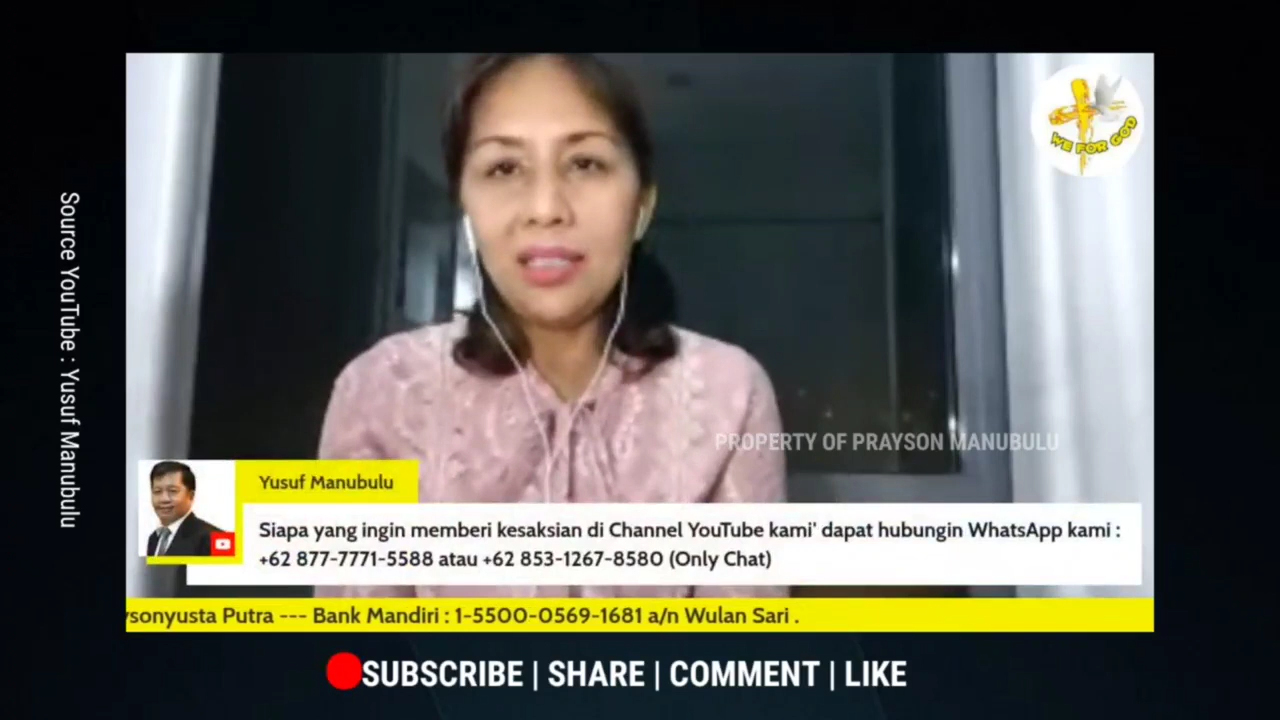 WE FOR GOD
Source YouTube : Yusuf Manubulu
PROPERTY OF PRAYSON MANUBULU
Yusuf Manubulu
Siapa yang ingin memberi kesaksian di Channel YouTube kami' dapat hubungin WhatsApp kami :
+62 877-7771-5588 atau +62 853-1267-8580 (Only Chat)
ysonyusta Putra --- Bank Mandiri : 1-5500-0569-1681 a/n Wulan Sari .
SUBSCRIBE | SHARE | COMMENT | LIKE